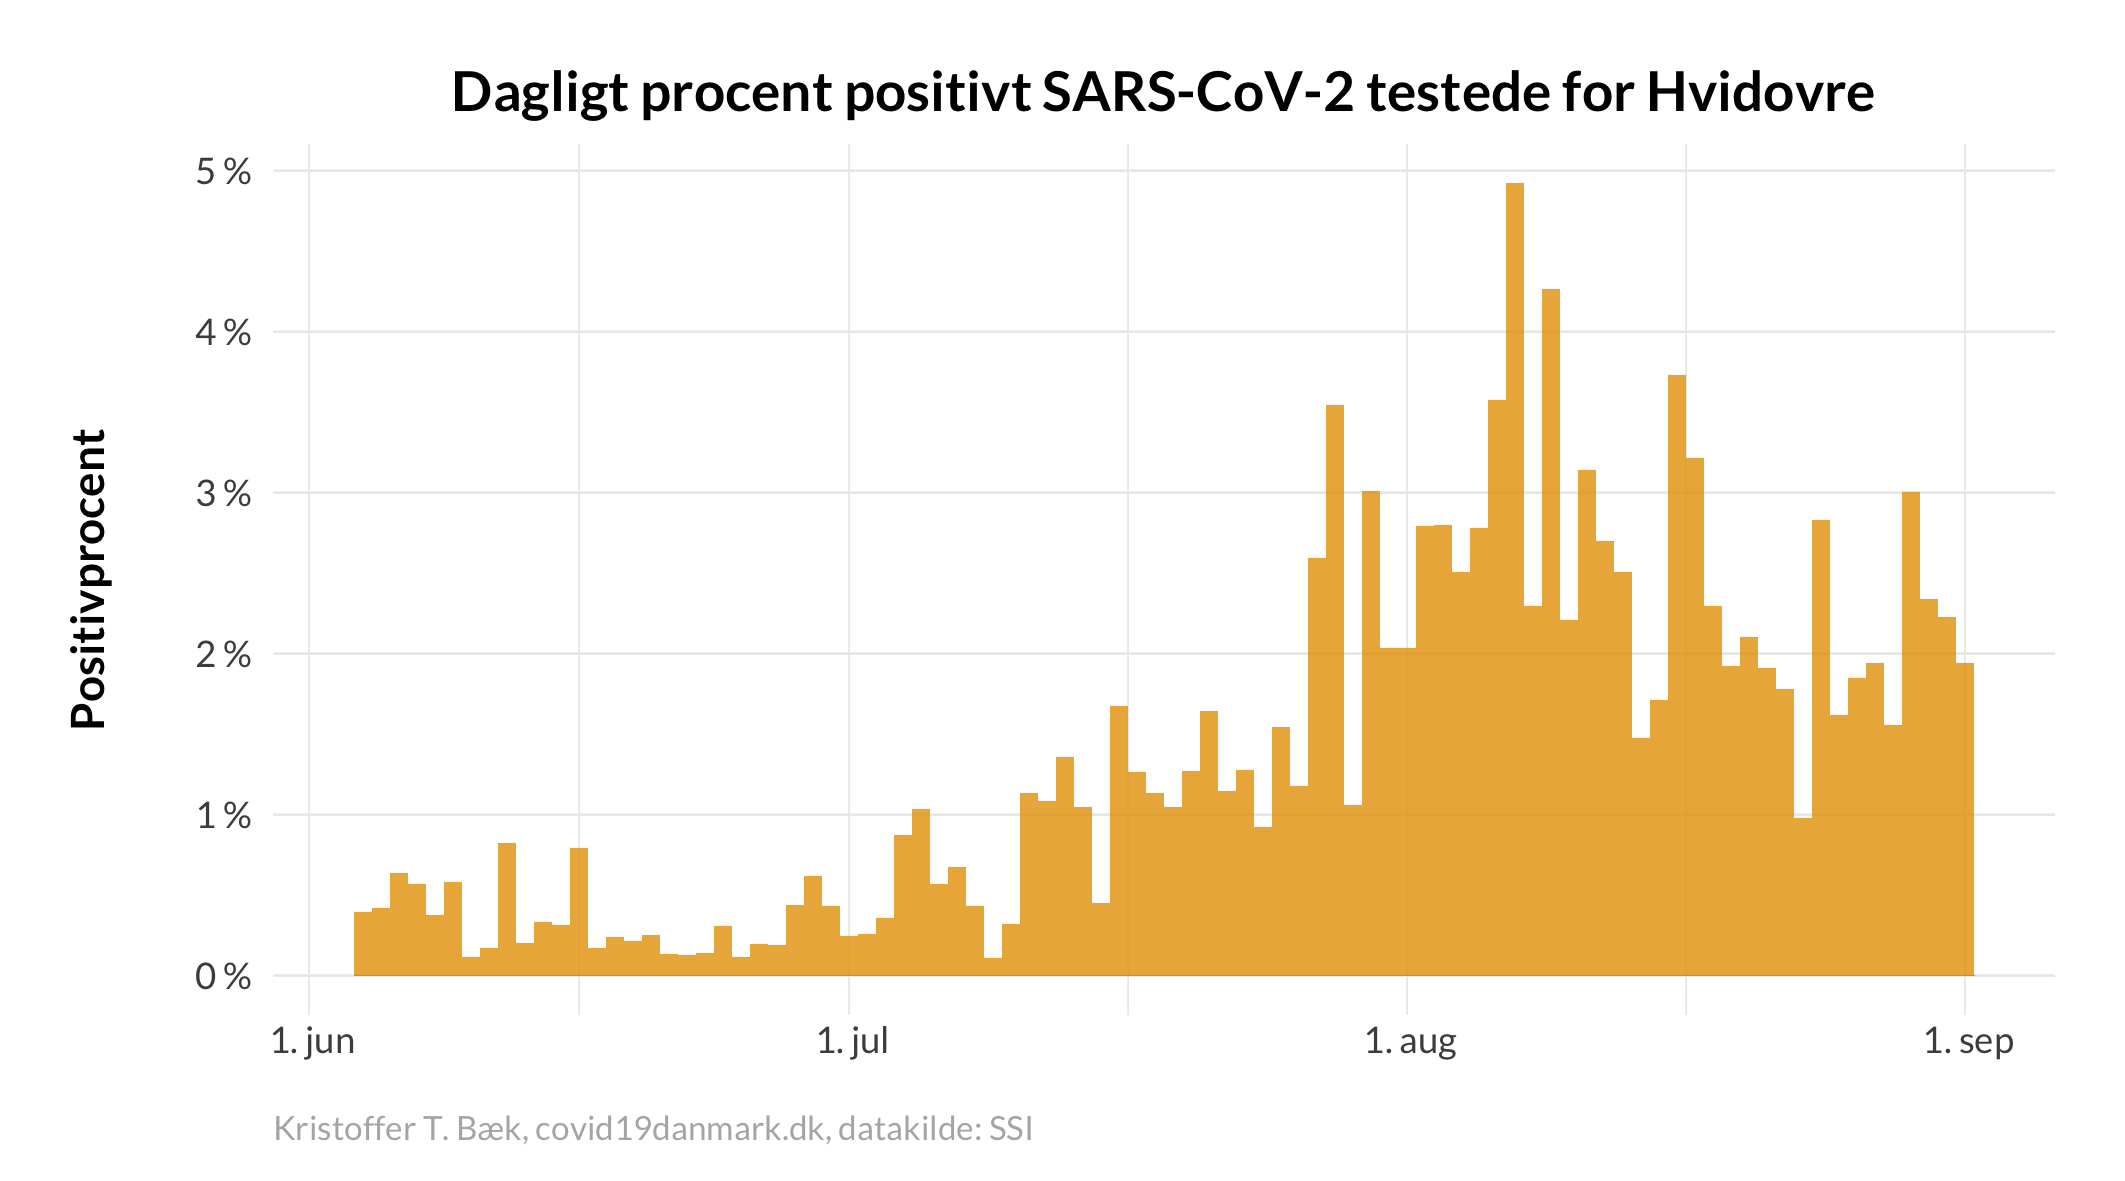 Dagligt procent positivt SARS-CoV-2 testede for Hvidovre
Positivprocent
5 %
4 %
3 %
2 %
1 %
0 %
1. jun
1. jul
1. aug
1. sep
Kristoffer T. Bæk, covid19danmark.dk, datakilde: SSI